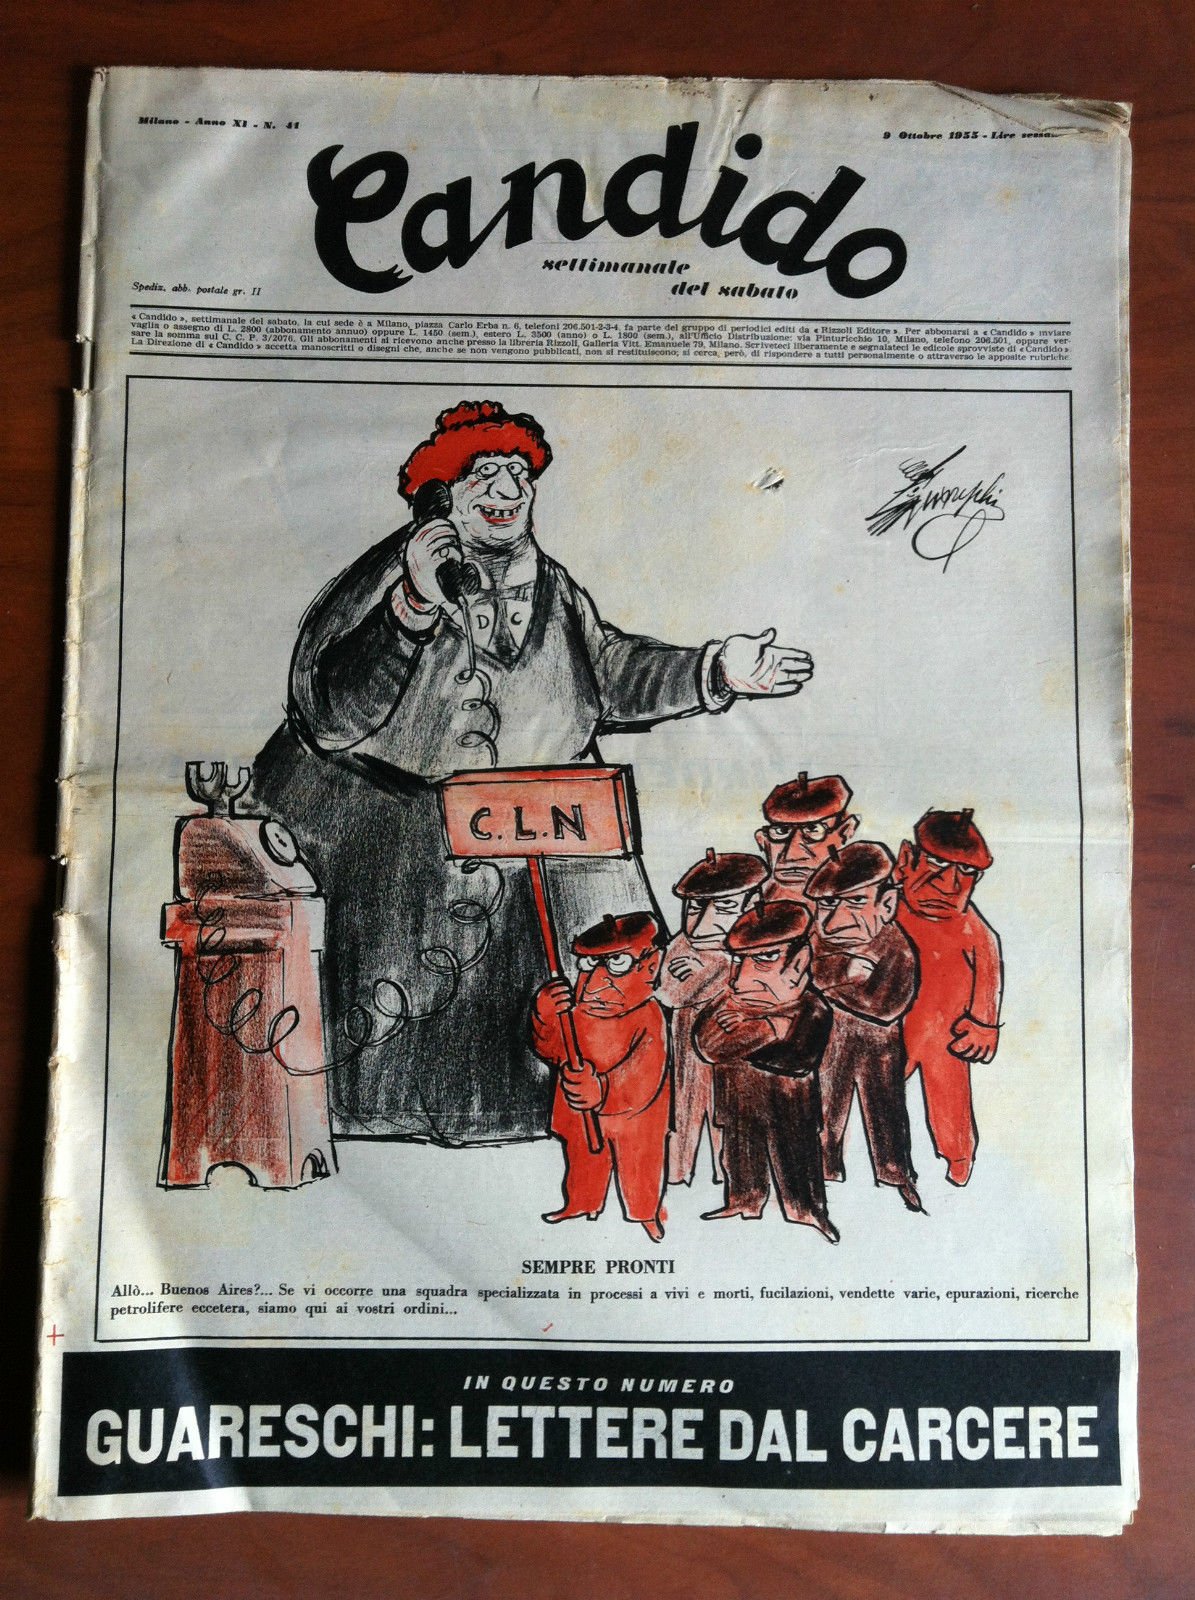 Milano - Anno XI - N. 41
9 Ottobre 1955 - Lire
Candido
settimanale
del sabato
Spediz. abb. postale gr. II
« Candido », settimanale del sabato, la cui sede è a Milano, piazza Carlo Erba n. 6, telefoni 206.501-2-3-4, fa parte del gruppo di periodici editi da « Rizzoli Editore ». Per abbonarsi a « Candido » inviare
vaglia o assegno di L. 2800 (abbonamento annuo) oppure L. 1450 (sem.), estero L. 3500 (anno) o L. 1800 (sem.), all'Ufficio Distribuzione: via Pinturicchio 10, Milano, telefono 206.501, oppure ver-
sare la somma sul C. C. P. 3/2076. Gli abbonamenti si ricevono anche presso la libreria Rizzoli, Galleria Vitt. Emanuele 79, Milano. Scriveteci liberamente e segnalateci le edicole sprovviste di « Candido »
La Direzione di « Candido » accetta manoscritti o disegni che, anche se non vengono pubblicati, non si restituiscono; si cerca, però, di rispondere a tutti personalmente o attraverso le apposite rubriche
Guareschi
D C
C.L.N
SEMPRE PRONTI
Allò... Buenos Aires?... Se vi occorre una squadra specializzata in processi a vivi e morti, fucilazioni, vendette varie, epurazioni, ricerche
petrolifere eccetera, siamo qui ai vostri ordini...
IN QUESTO NUMERO
GUARESCHI: LETTERE DAL CARCERE